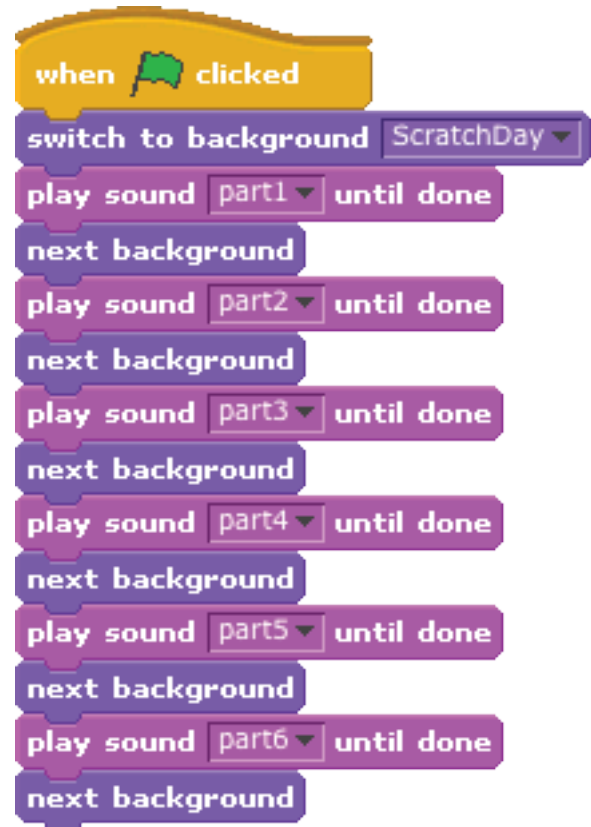 when clicked
switch to background ScratchDay
play sound part1 until done
next background
play sound part2 until done
next background
play sound part3 until done
next background
play sound part4 until done
next background
play sound part5 until done
next background
play sound part6 until done
next background